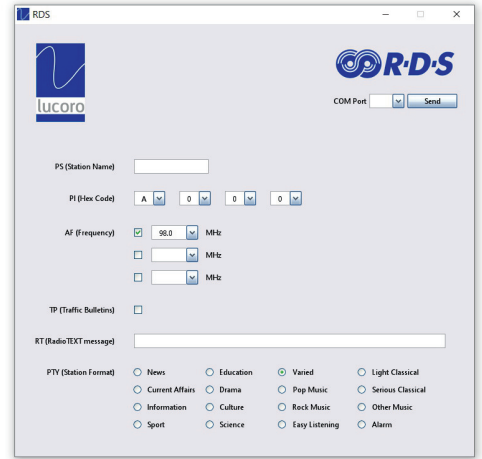 RDS
lucoro
R·D·S
COM Port Send
PS (Station Name)
PI (Hex Code) A 0 0 0
AF (Frequency) 98.0 MHz
MHz
MHz
TP (Traffic Bulletins)
RT (RadioTEXT message)
PTY (Station Format) News Education Varied Light Classical
Current Affairs Drama Pop Music Serious Classical
Information Culture Rock Music Other Music
Sport Science Easy Listening Alarm